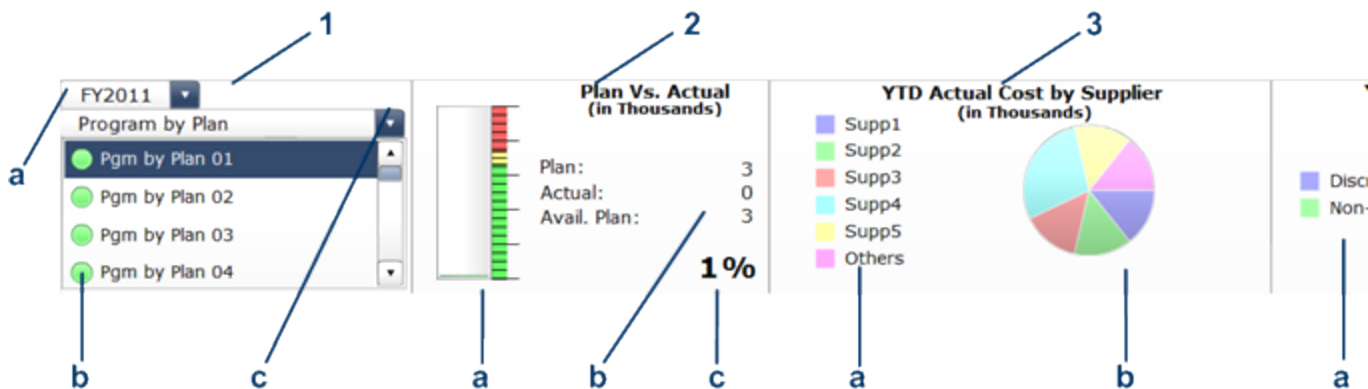 1
2
3
FY2011
Program by Plan
Pgm by Plan 01
Pgm by Plan 02
Pgm by Plan 03
Pgm by Plan 04
a
b
c
Plan Vs. Actual
(in Thousands)
Plan: 3
Actual: 0
Avail. Plan: 3
1%
a
b
c
YTD Actual Cost by Supplier
(in Thousands)
Supp1
Supp2
Supp3
Supp4
Supp5
Others
a
b
Discr
Non-
a